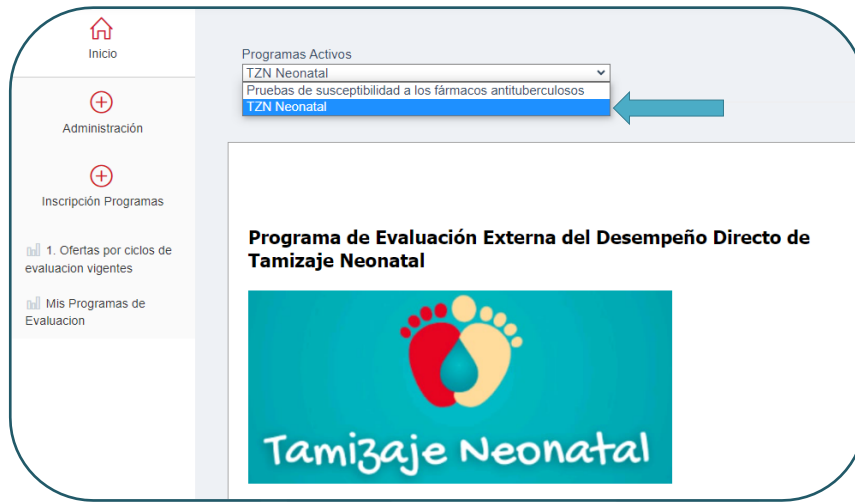 Inicio
Administración
Inscripción Programas
1. Ofertas por ciclos de
evaluacion vigentes
Mis Programas de
Evaluacion
Programas Activos
TZN Neonatal
Pruebas de susceptibilidad a los fármacos antituberculosos
TZN Neonatal
Programa de Evaluación Externa del Desempeño Directo de
Tamizaje Neonatal
Tamizaje Neonatal